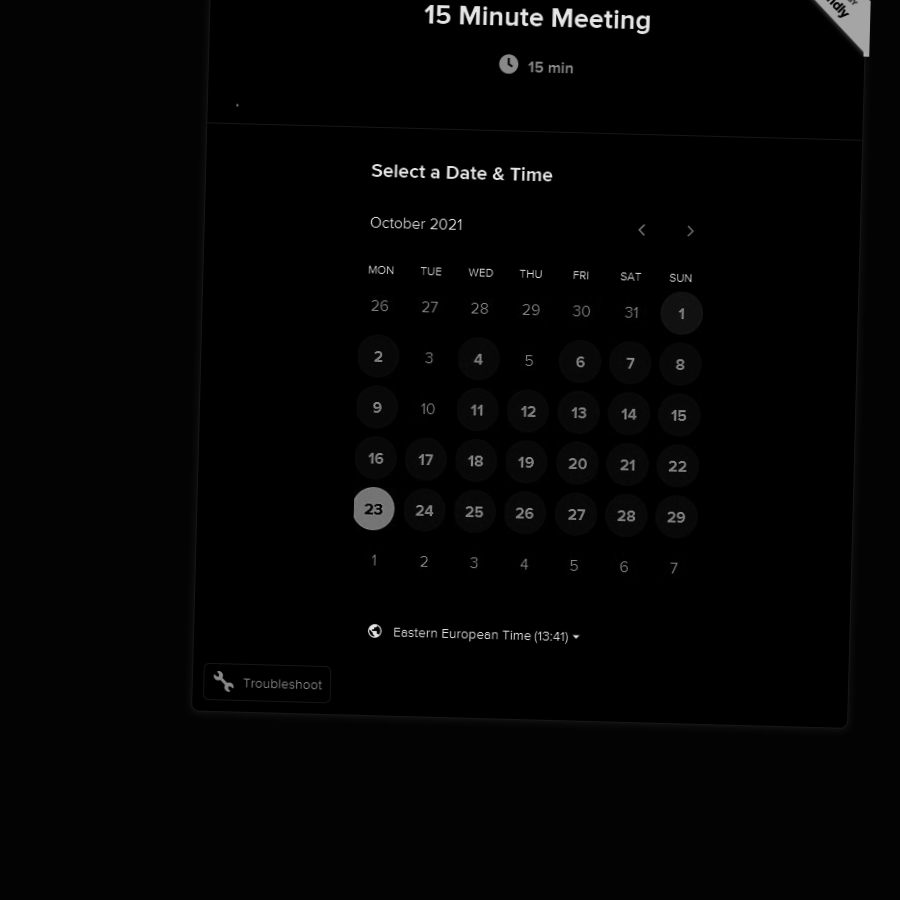 15 Minute Meeting
15 min
Select a Date & Time
October 2021
MON TUE WED THU FRI SAT SUN
26 27 28 29 30 31 1
2 3 4 5 6 7 8
9 10 11 12 13 14 15
16 17 18 19 20 21 22
23 24 25 26 27 28 29
1 2 3 4 5 6 7
Eastern European Time (13:41)
Troubleshoot